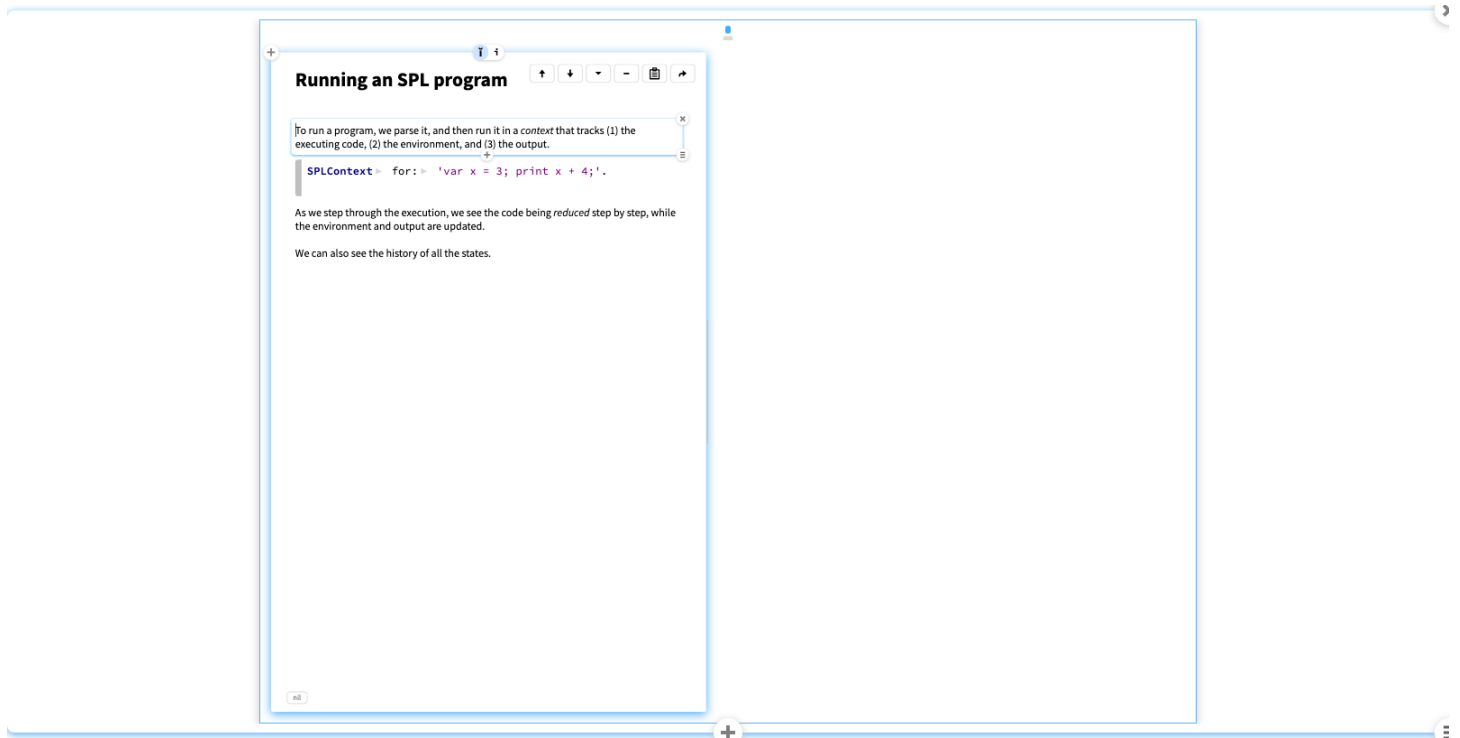 Running an SPL program
To run a program, we parse it, and then run it in a context that tracks (1) the
executing code, (2) the environment, and (3) the output.
SPLContext for: 'var x = 3; print x + 4;'.
As we step through the execution, we see the code being reduced step by step, while
the environment and output are updated.
We can also see the history of all the states.
nil